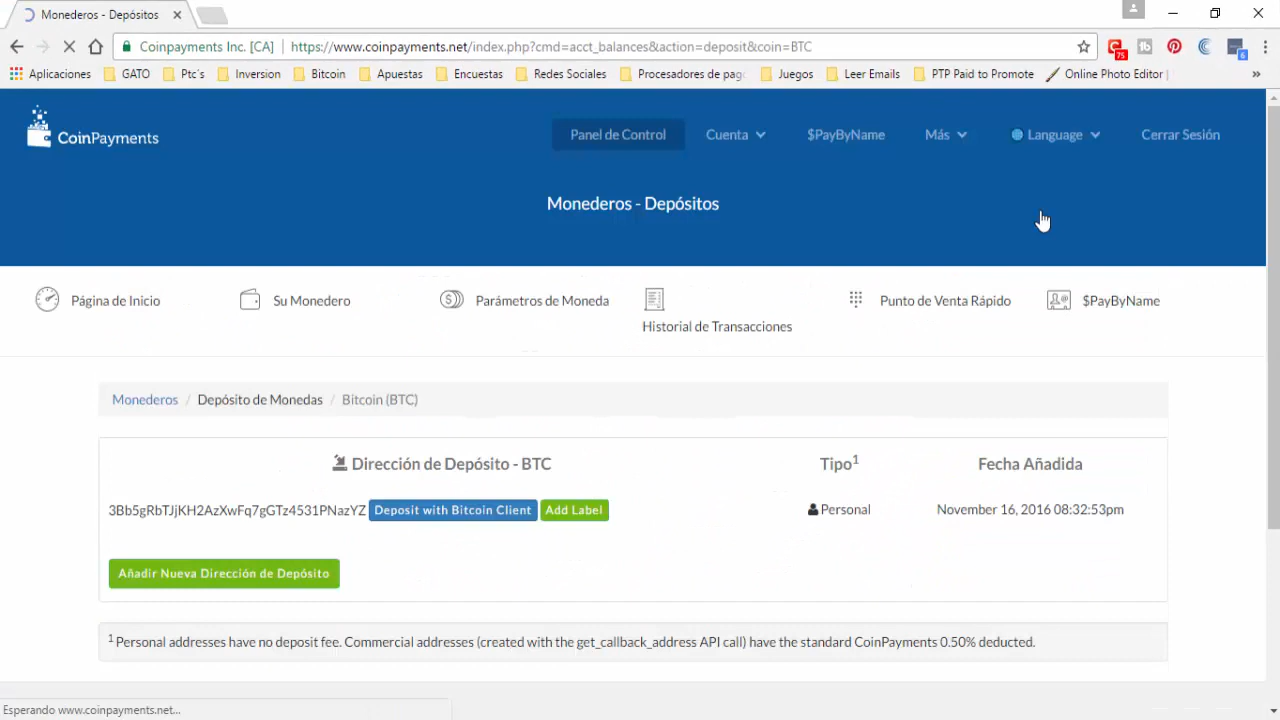 Monederos - Depósitos
Coinpayments Inc. [CA] https://www.coinpayments.net/index.php?cmd=acct_balances&action=deposit&coin=BTC
75
6
Aplicaciones GATO Ptc's Inversion Bitcoin Apuestas Encuestas Redes Sociales Procesadores de pago Juegos Leer Emails PTP Paid to Promote Online Photo Editor | »
CoinPayments
Panel de Control Cuenta $PayByName Más Language Cerrar Sesión
Monederos - Depósitos
Página de Inicio Su Monedero Parámetros de Moneda Historial de Transacciones Punto de Venta Rápido $PayByName
Monederos / Depósito de Monedas / Bitcoin (BTC)
Dirección de Depósito - BTC Tipo1 Fecha Añadida
3Bb5gRbTJjKH2AzXwFq7gGTz4531PNazYZ Deposit with Bitcoin Client Add Label Personal November 16, 2016 08:32:53pm
Añadir Nueva Dirección de Depósito
1 Personal addresses have no deposit fee. Commercial addresses (created with the get_callback_address API call) have the standard CoinPayments 0.50% deducted.
Esperando www.coinpayments.net...